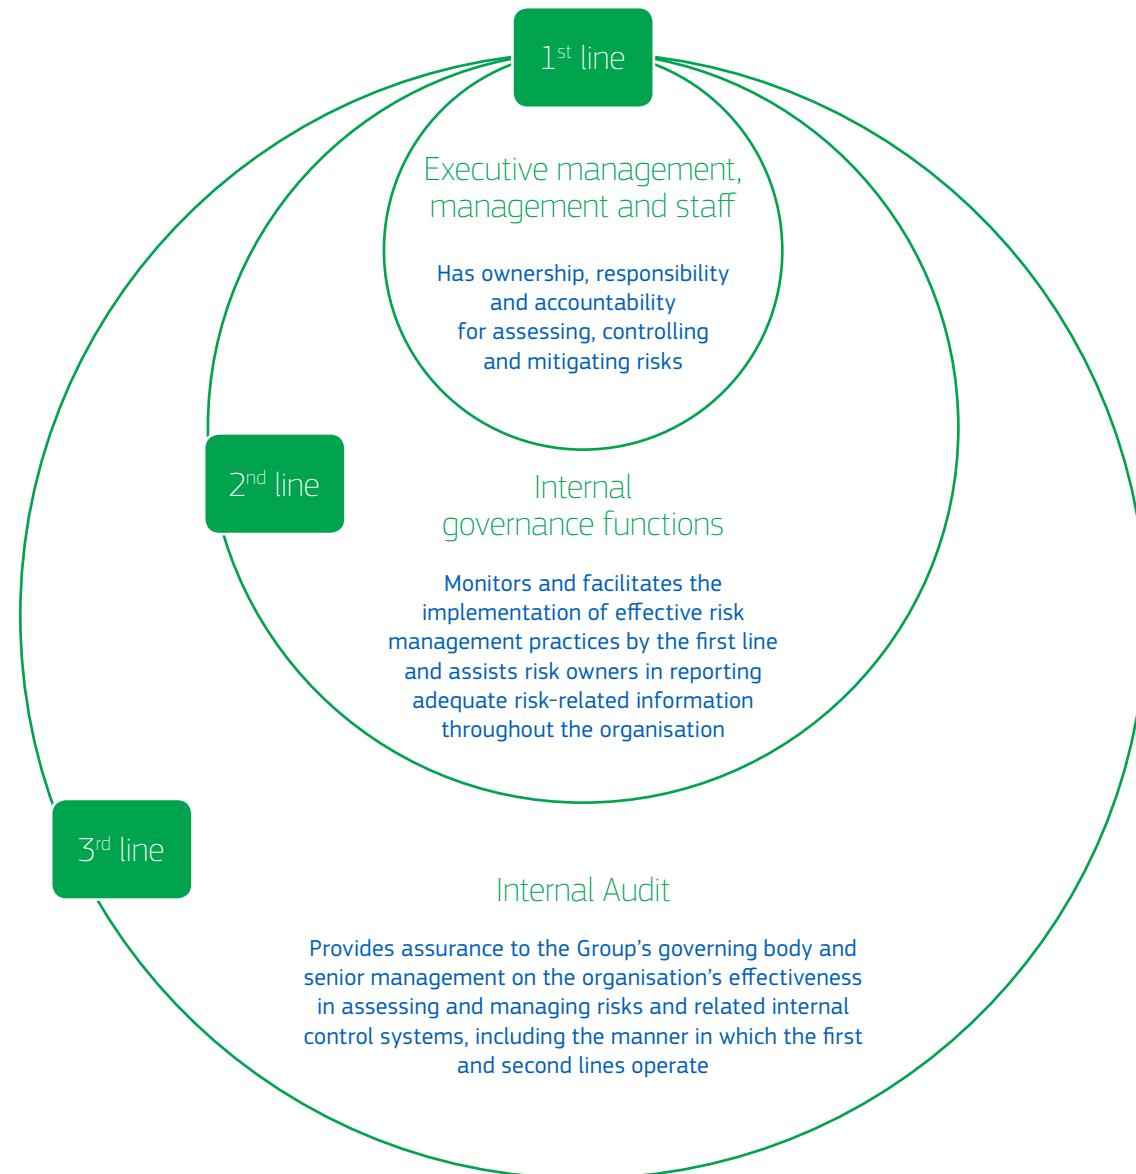 1st line
Executive management,
management and staff
Has ownership, responsibility
and accountability
for assessing, controlling
and mitigating risks
2nd line
Internal
governance functions
Monitors and facilitates the
implementation of effective risk
management practices by the first line
and assists risk owners in reporting
adequate risk-related information
throughout the organisation
3rd line
Internal Audit
Provides assurance to the Group’s governing body and
senior management on the organisation’s effectiveness
in assessing and managing risks and related internal
control systems, including the manner in which the first
and second lines operate